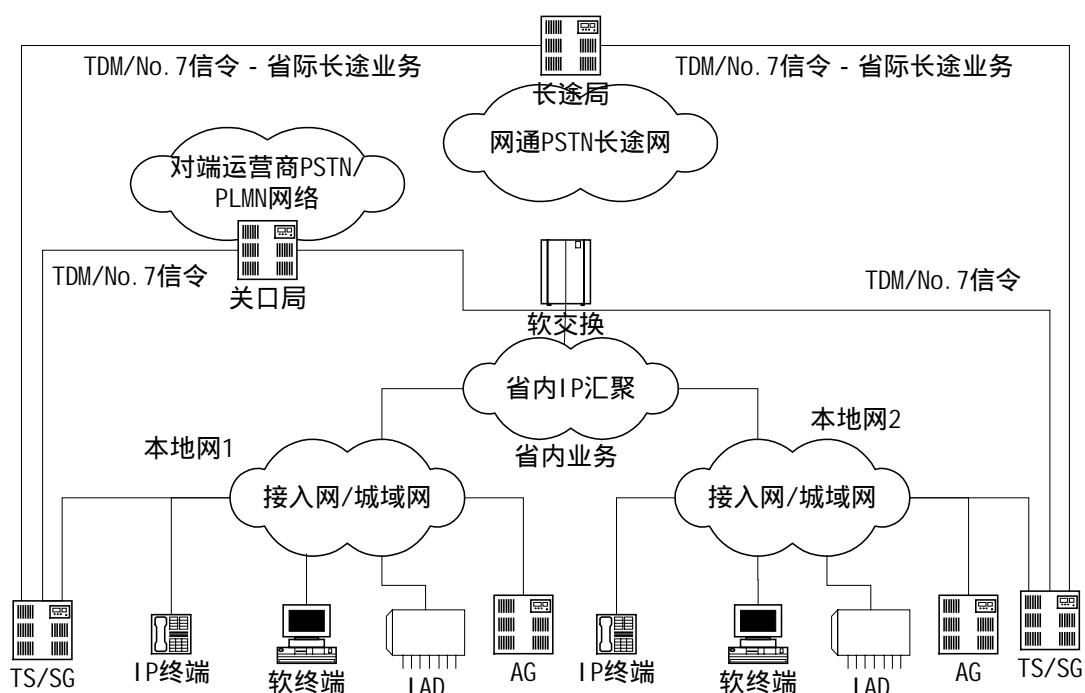 TDM/No.7信令 - 省际长途业务
TDM/No.7信令 - 省际长途业务
长途局
网通PSTN长途网
对端运营商PSTN/
PLMN网络
TDM/No.7信令
关口局
TDM/No.7信令
软交换
省内IP汇聚
省内业务
本地网1
本地网2
接入网/城域网
接入网/城域网
TS/SG
IP终端
软终端
IAD
AG
IP终端
软终端
IAD
AG
TS/SG